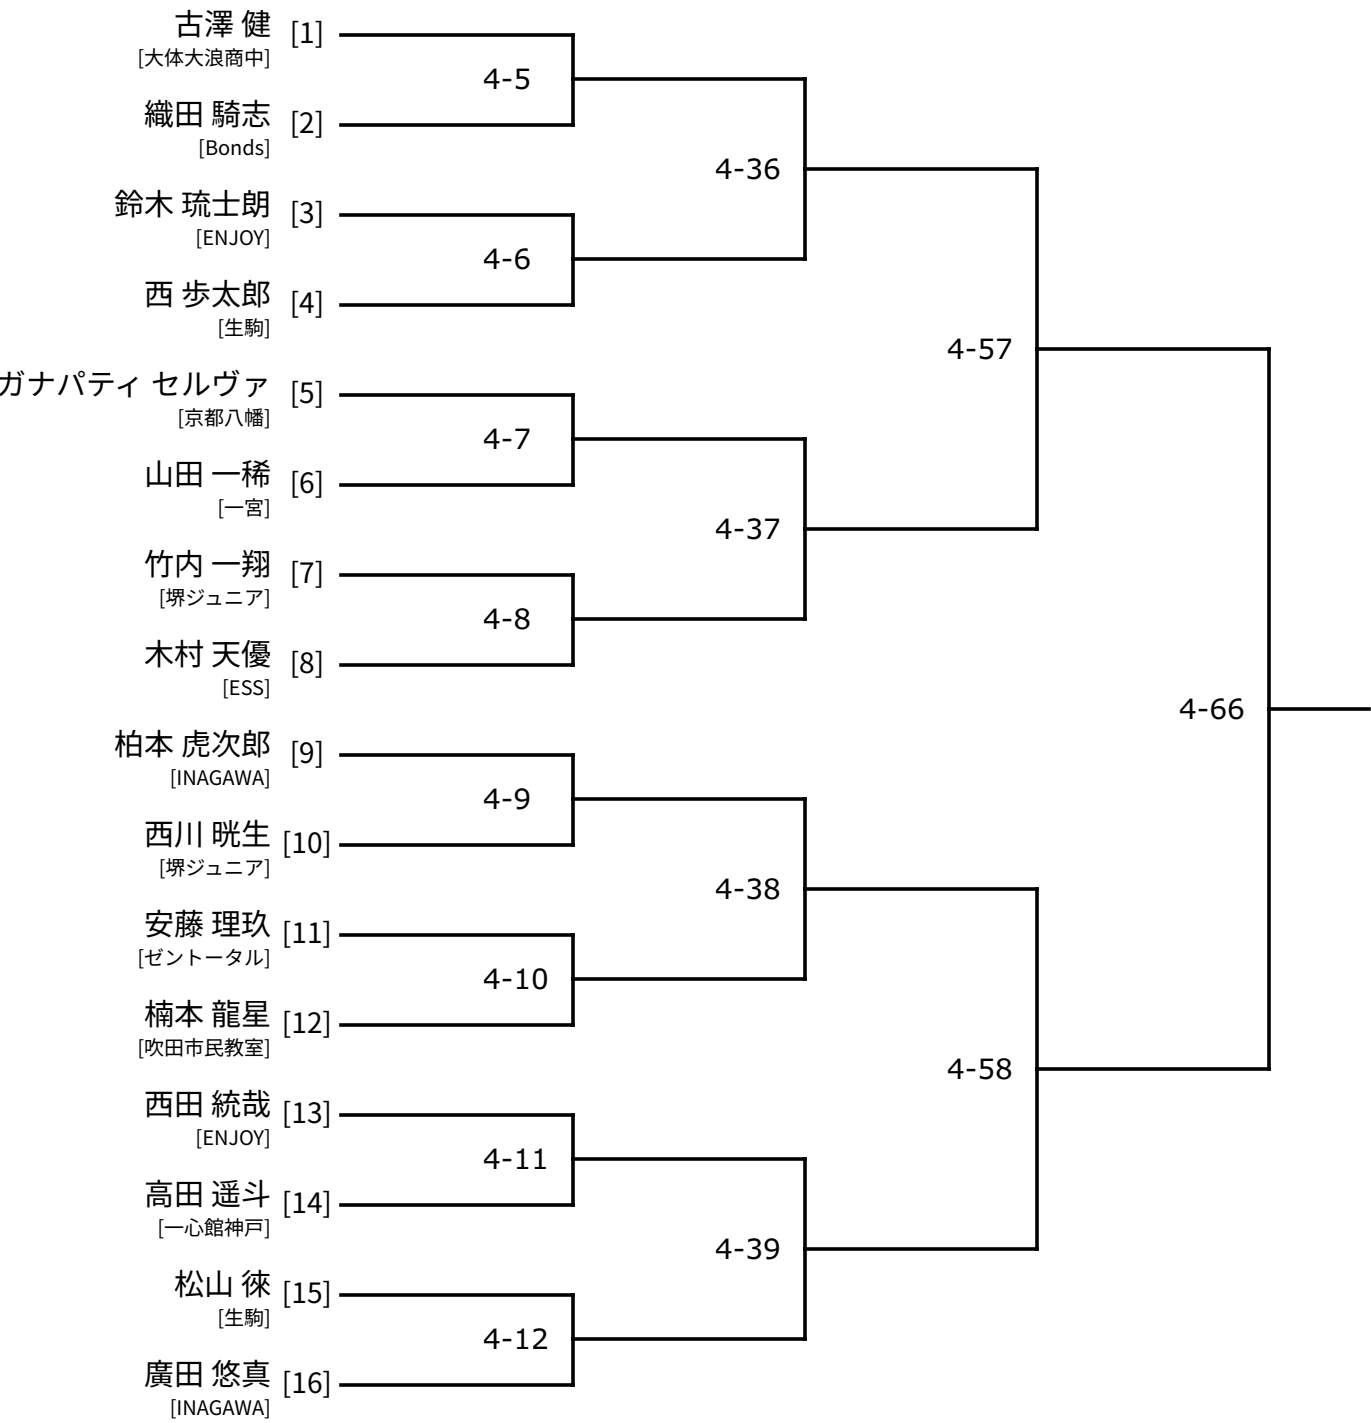 古澤 健 [1]
[大体大浪商中]
4-5
織田 騎志 [2]
[Bonds]
4-36
鈴木 琉士朗 [3]
[ENJOY]
4-6
西 歩太郎 [4]
[生駒]
4-57
ガナパティ セルヴァ [5]
[京都八幡]
4-7
山田 一稀 [6]
[一宮]
4-37
竹内 一翔 [7]
[堺ジュニア]
4-8
木村 天優 [8]
[ESS]
4-66
柏本 虎次郎 [9]
[INAGAWA]
4-9
西川 晄生 [10]
[堺ジュニア]
4-38
安藤 理玖 [11]
[ゼントータル]
4-10
楠本 龍星 [12]
[吹田市民教室]
4-58
西田 統哉 [13]
[ENJOY]
4-11
高田 遥斗 [14]
[一心館神戸]
4-39
松山 徠 [15]
[生駒]
4-12
廣田 悠真 [16]
[INAGAWA]